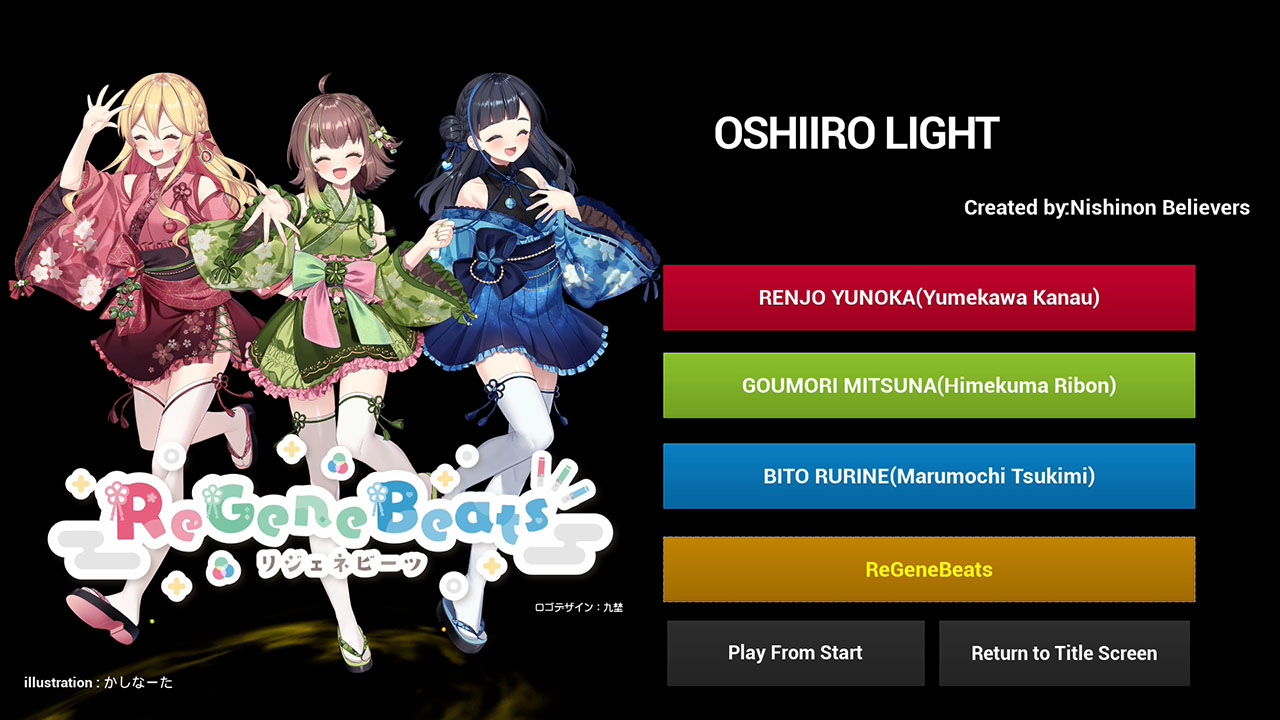 OSHIIRO LIGHT
Created by:Nishinon Believers
RENJO YUNOKA(Yumekawa Kanau)
GOUMORI MITSUNA(Himekuma Ribon)
BITO RURINE(Marumochi Tsukimi)
ReGeneBeats
Play From Start
Return to Title Screen
ReGeneBeats
リジェネビーツ
ロゴデザイン：九埜
illustration : かしなーた